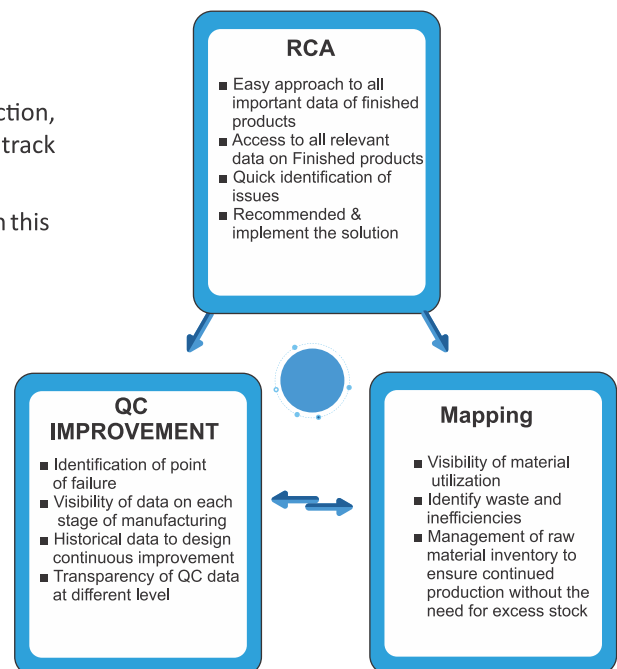 ction,
track
n this
RCA
■ Easy approach to all
important data of finished
products
■ Access to all relevant
data on Finished products
■ Quick identification of
issues
■ Recommended &
implement the solution
QC
IMPROVEMENT
■ Identification of point
of failure
■ Visibility of data on each
stage of manufacturing
■ Historical data to design
continuous improvement
■ Transparency of QC data
at different level
Mapping
■ Visibility of material
utilization
■ Identify waste and
inefficiencies
■ Management of raw
material inventory to
ensure continued
production without the
need for excess stock